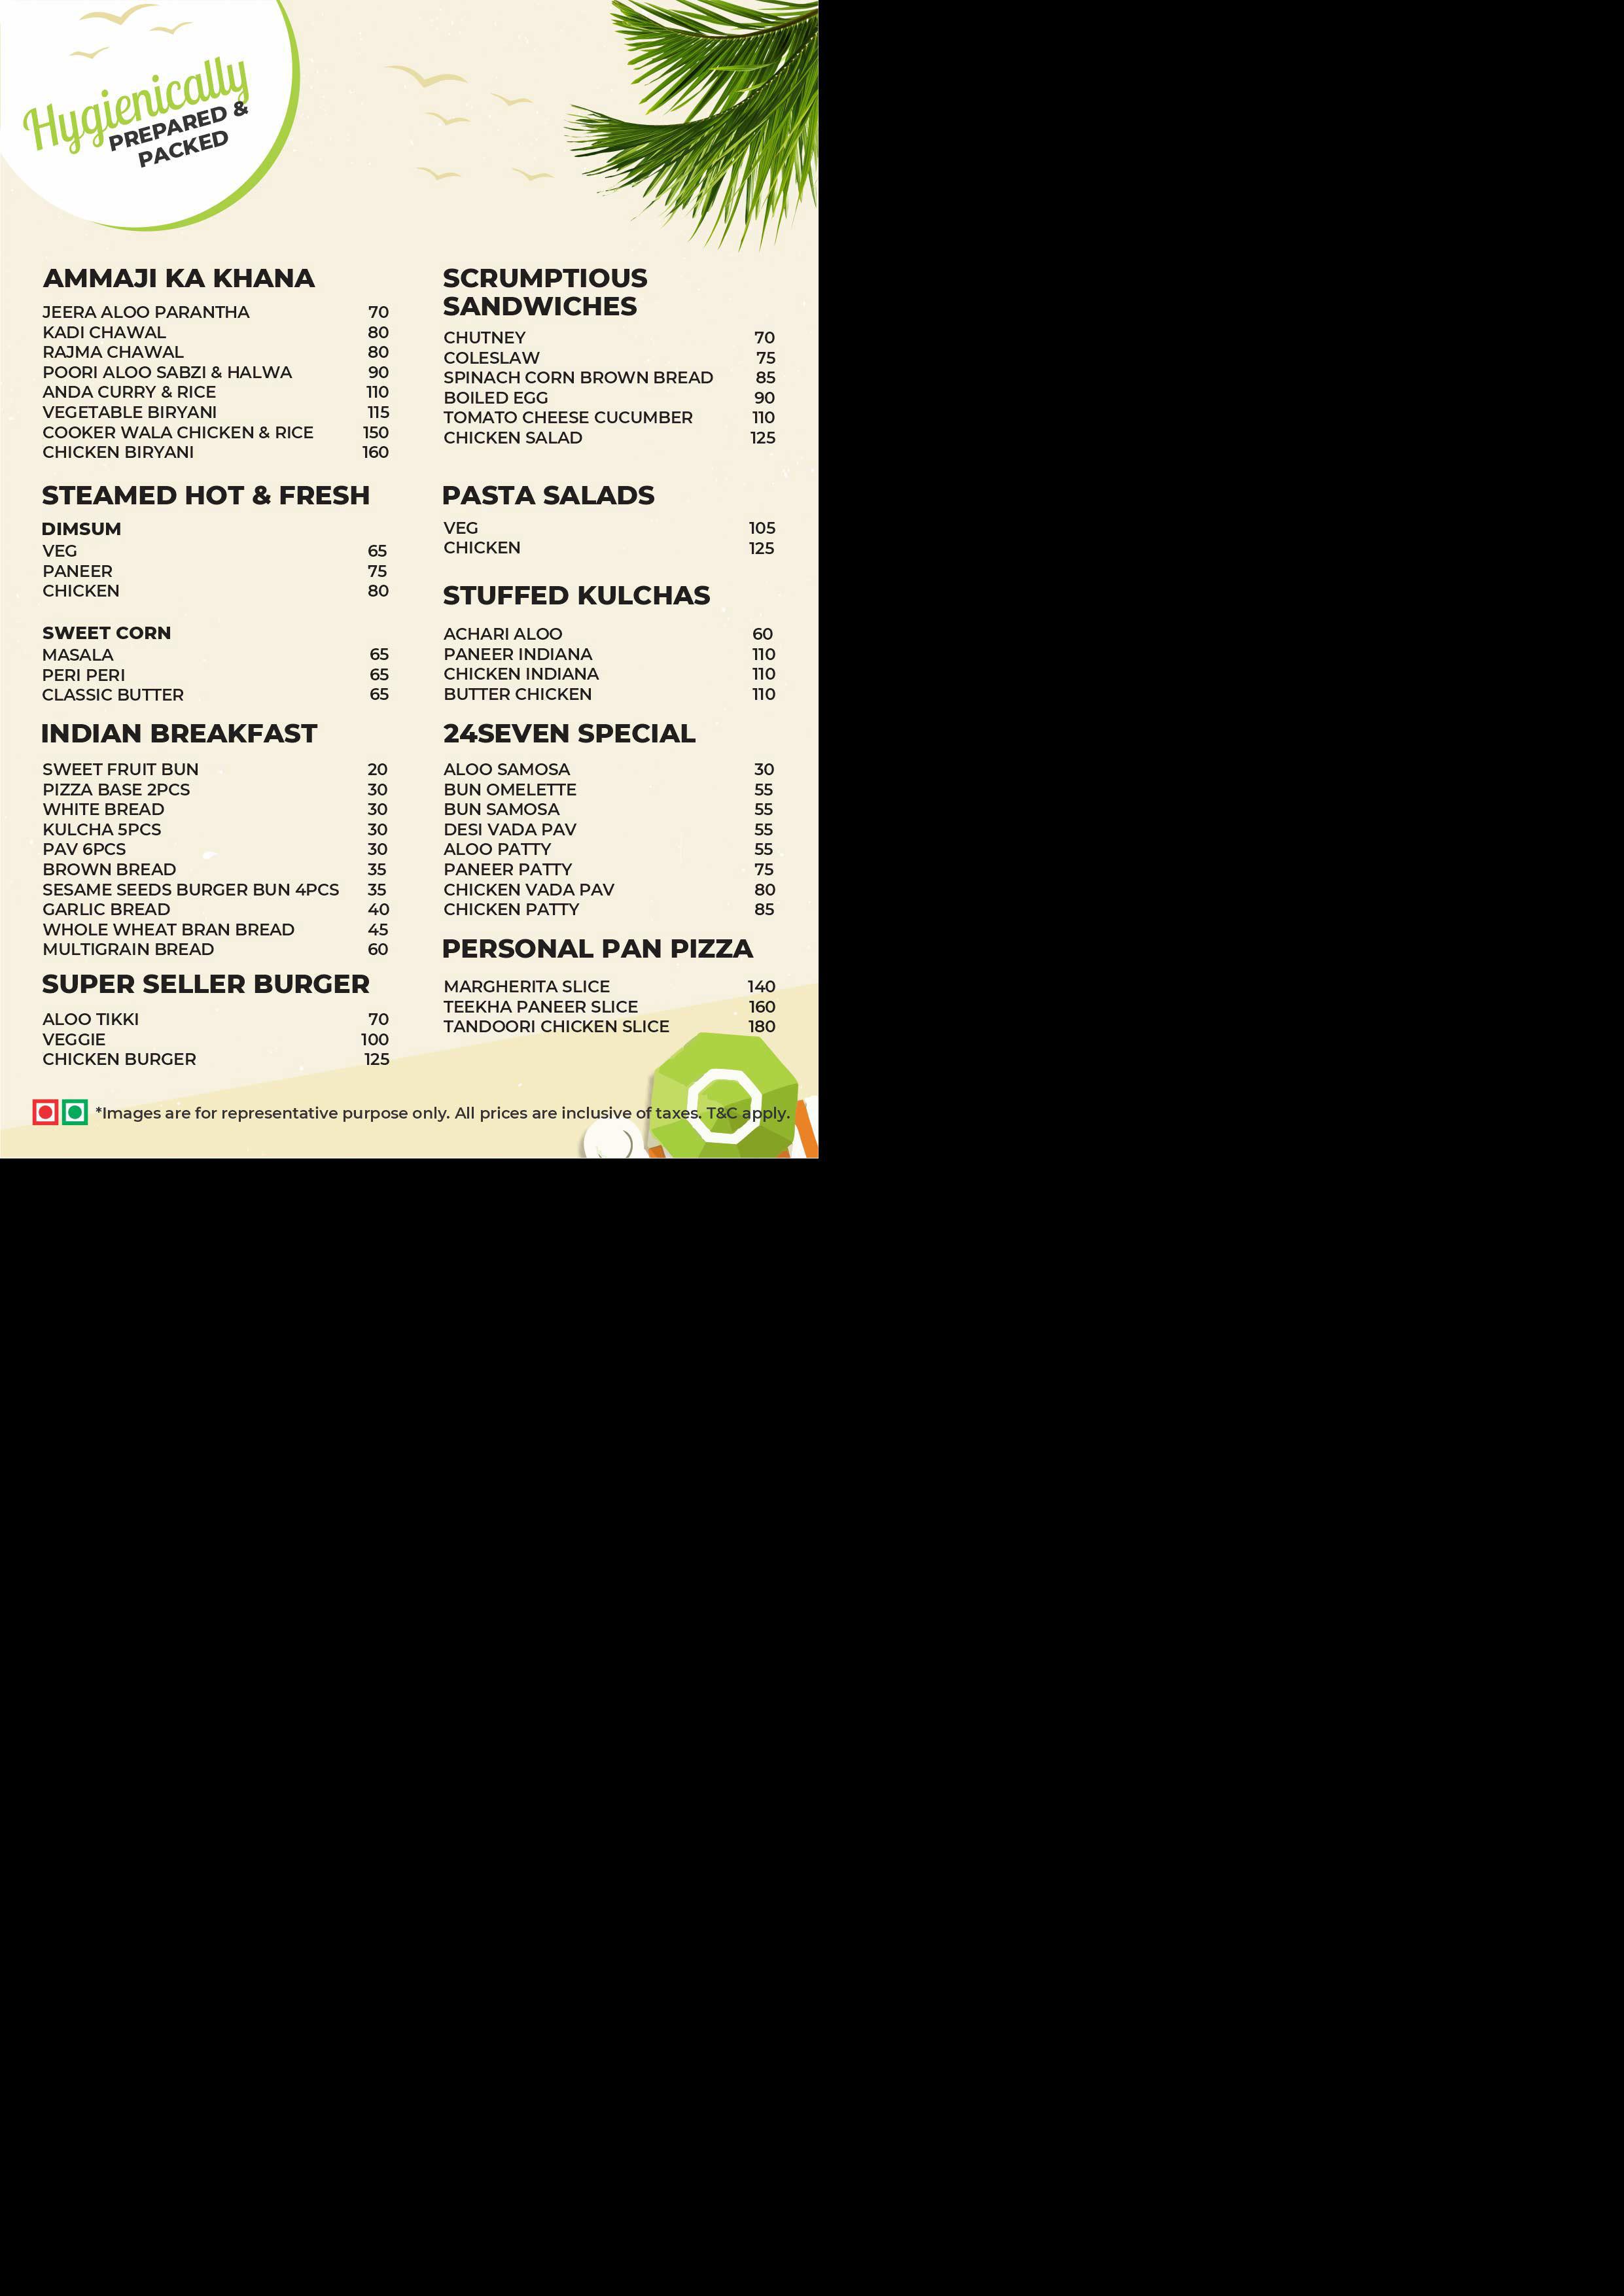 Hygienically
PREPARED &
PACKED
AMMAJI KA KHANA
JEERA ALOO PARANTHA 70
KADI CHAWAL 80
RAJMA CHAWAL 80
POORI ALOO SABZI & HALWA 90
ANDA CURRY & RICE 110
VEGETABLE BIRYANI 115
COOKER WALA CHICKEN & RICE 150
CHICKEN BIRYANI 160
STEAMED HOT & FRESH
DIMSUM
VEG 65
PANEER 75
CHICKEN 80
SWEET CORN
MASALA 65
PERI PERI 65
CLASSIC BUTTER 65
INDIAN BREAKFAST
SWEET FRUIT BUN 20
PIZZA BASE 2PCS 30
WHITE BREAD 30
KULCHA 5PCS 30
PAV 6PCS 30
BROWN BREAD 35
SESAME SEEDS BURGER BUN 4PCS 35
GARLIC BREAD 40
WHOLE WHEAT BRAN BREAD 45
MULTIGRAIN BREAD 60
SUPER SELLER BURGER
ALOO TIKKI 70
VEGGIE 100
CHICKEN BURGER 125
SCRUMPTIOUS
SANDWICHES
CHUTNEY 70
COLESLAW 75
SPINACH CORN BROWN BREAD 85
BOILED EGG 90
TOMATO CHEESE CUCUMBER 110
CHICKEN SALAD 125
PASTA SALADS
VEG 105
CHICKEN 125
STUFFED KULCHAS
ACHARI ALOO 60
PANEER INDIANA 110
CHICKEN INDIANA 110
BUTTER CHICKEN 110
24SEVEN SPECIAL
ALOO SAMOSA 30
BUN OMELETTE 55
BUN SAMOSA 55
DESI VADA PAV 55
ALOO PATTY 55
PANEER PATTY 75
CHICKEN VADA PAV 80
CHICKEN PATTY 85
PERSONAL PAN PIZZA
MARGHERITA SLICE 140
TEEKHA PANEER SLICE 160
TANDOORI CHICKEN SLICE 180
*Images are for representative purpose only. All prices are inclusive of taxes. T&C apply.